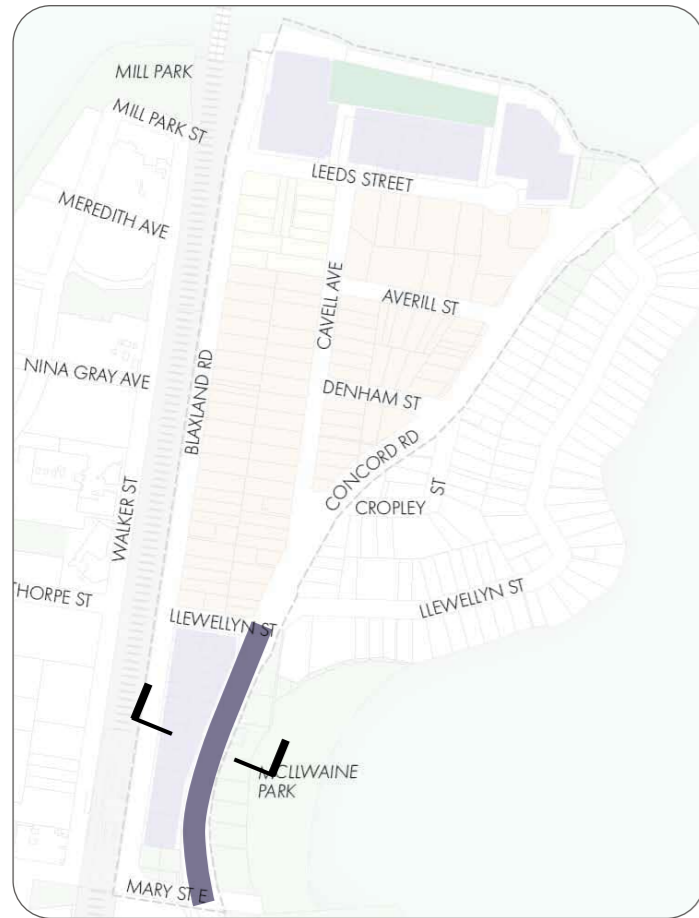 MILL PARK
MILL PARK ST
MEREDITH AVE
LEEDS STREET
CAVELL AVE
AVERILL ST
NINA GRAY AVE
BLAXLAND RD
DENHAM ST
CONCORD RD
WALKER ST
CROPLEY
ST
THORPE ST
LLEWELLYN ST
LLEWELLYN ST
MCLLWAINE
PARK
MARY ST E